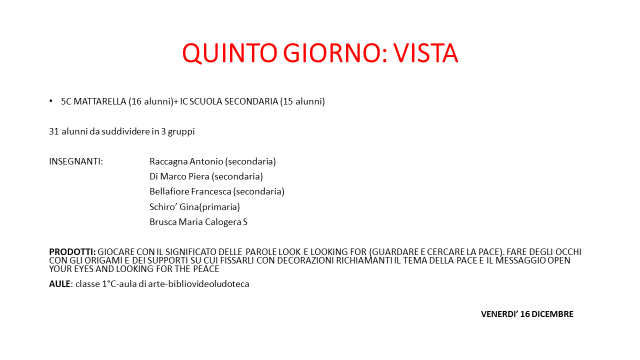 QUINTO GIORNO: VISTA
• 5C MATTARELLA (16 alunni)+ IC SCUOLA SECONDARIA (15 alunni)
31 alunni da suddividere in 3 gruppi
INSEGNANTI: Raccagna Antonio (secondaria)
Di Marco Piera (secondaria)
Bellafiore Francesca (secondaria)
Schiro’ Gina(primaria)
Brusca Maria Calogera S
PRODOTTI: GIOCARE CON IL SIGNIFICATO DELLE PAROLE LOOK E LOOKING FOR (GUARDARE E CERCARE LA PACE). FARE DEGLI OCCHI
CON GLI ORIGAMI E DEI SUPPORTI SU CUI FISSARLI CON DECORAZIONI RICHIAMANTI IL TEMA DELLA PACE E IL MESSAGGIO OPEN
YOUR EYES AND LOOKING FOR THE PEACE
AULE: classe 1°C-aula di arte-bibliovideoludoteca
VENERDI’ 16 DICEMBRE